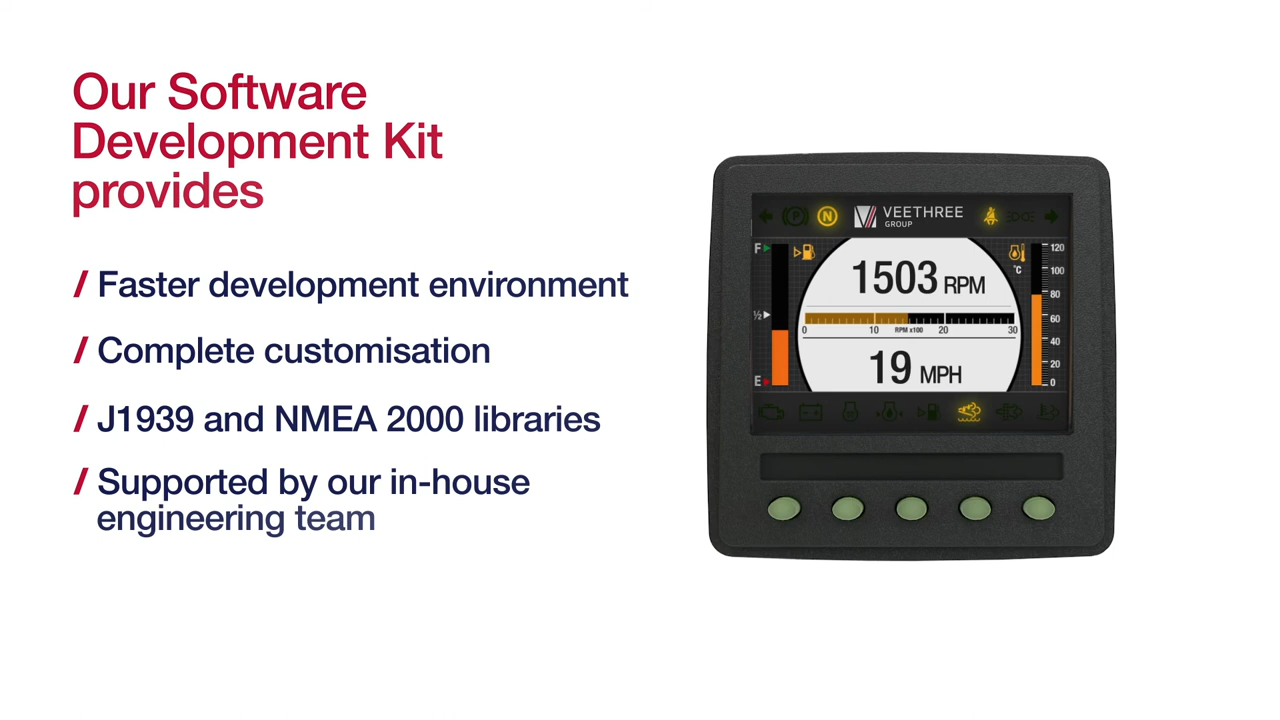 Our Software
Development Kit
provides
/ Faster development environment
/ Complete customisation
/ J1939 and NMEA 2000 libraries
/ Supported by our in-house
engineering team
P
N
VEETHREE
GROUP
F
½
E
1503 RPM
0 10 RPM x100 20 30
19 MPH
°C
120
100
80
60
40
20
0